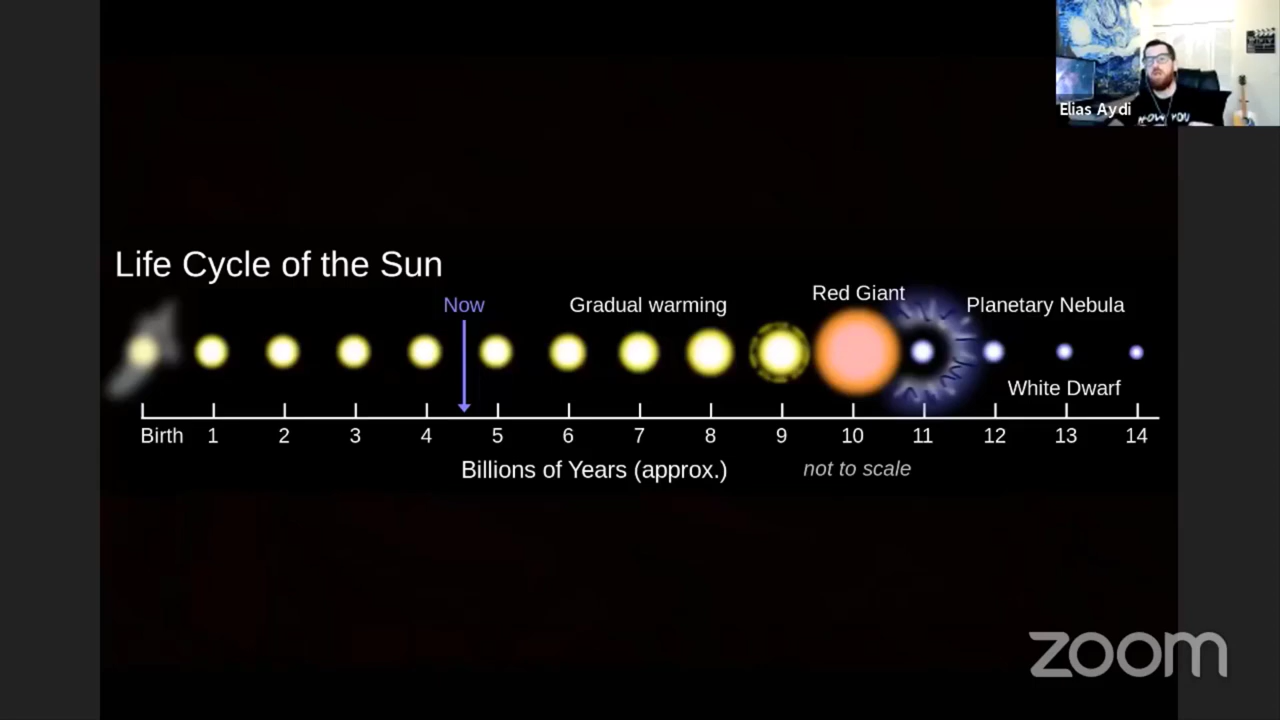 Elias Aydi
Life Cycle of the Sun
Now
Gradual warming
Red Giant
Planetary Nebula
White Dwarf
Birth 1 2 3 4 5 6 7 8 9 10 11 12 13 14
Billions of Years (approx.)
not to scale
zoom